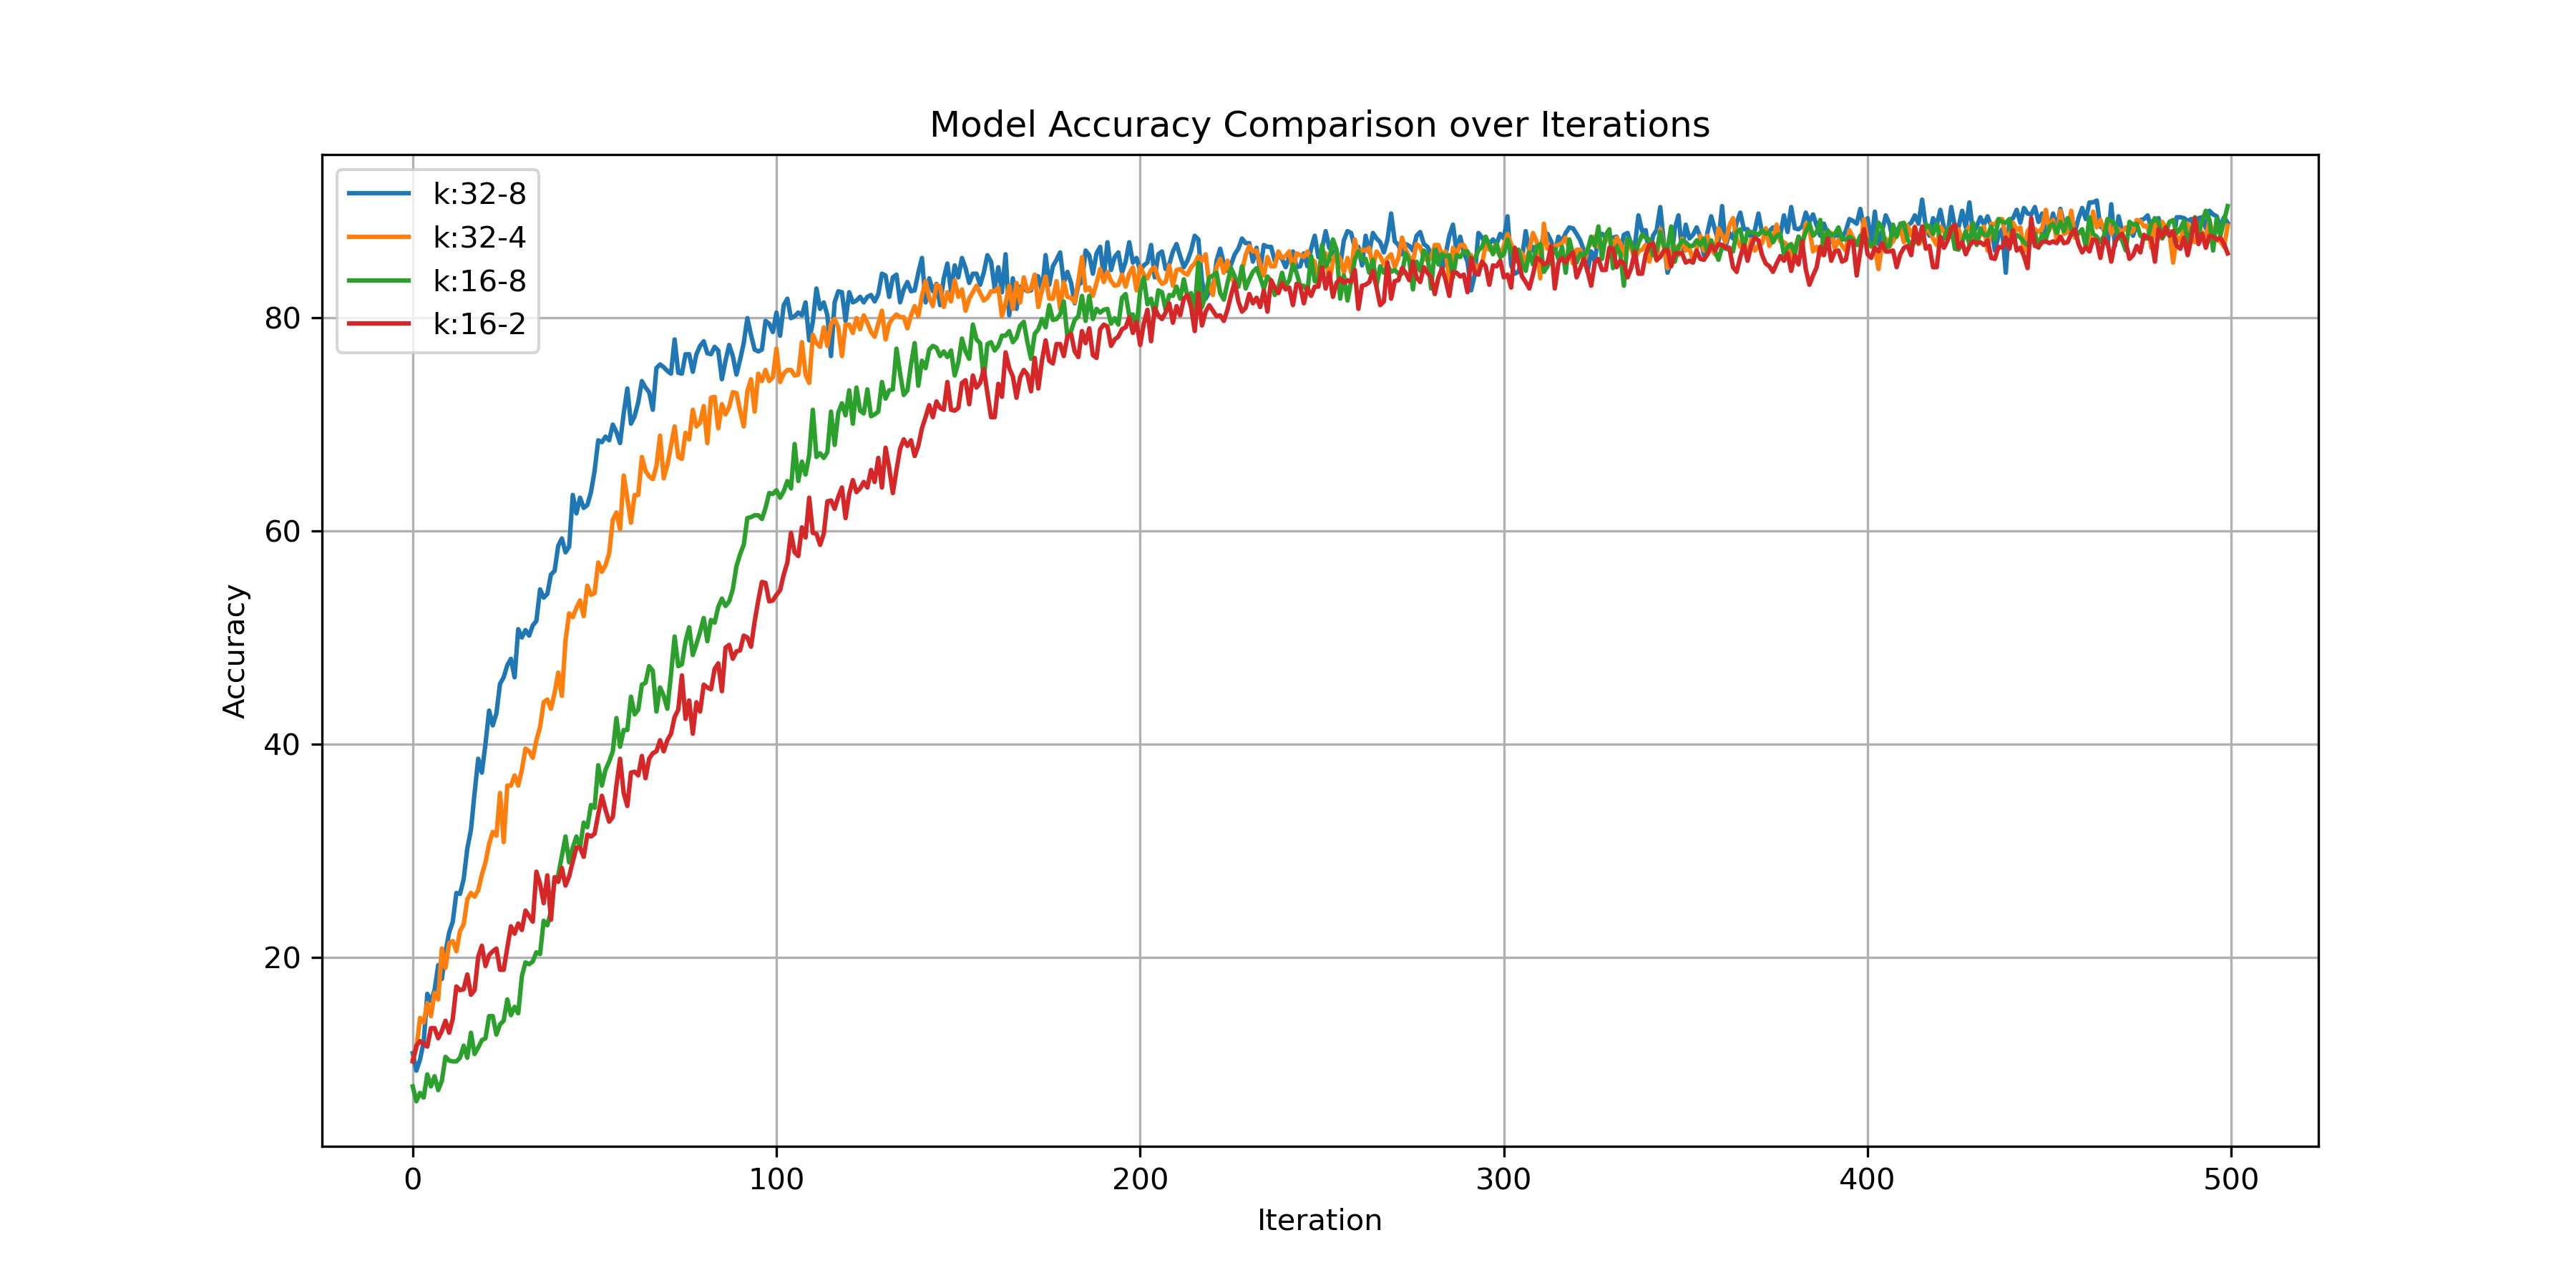 Model Accuracy Comparison over Iterations
k:32-8
k:32-4
k:16-8
k:16-2
80
60
40
20
Accuracy
0 100 200 300 400 500
Iteration